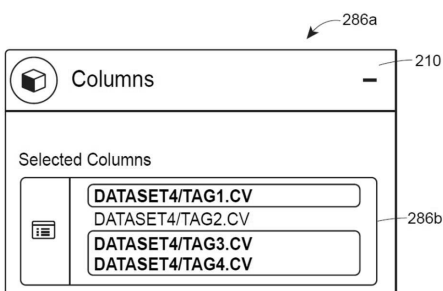 286a
210
Columns
Selected Columns
DATASET4/TAG1.CV
DATASET4/TAG2.CV
286b
DATASET4/TAG3.CV
DATASET4/TAG4.CV